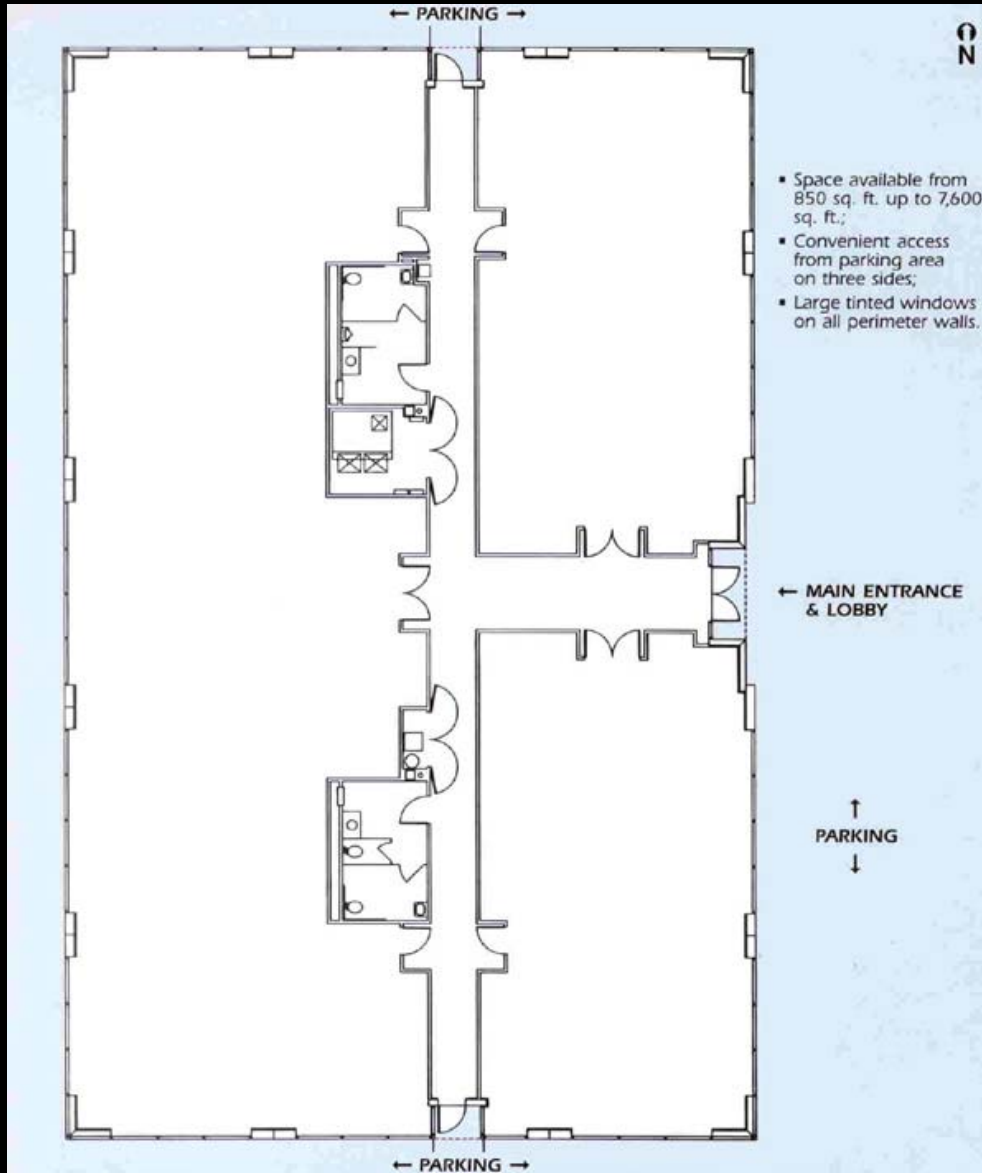 ← PARKING →
N
▪ Space available from
850 sq. ft. up to 7,600
sq. ft.;
▪ Convenient access
from parking area
on three sides;
▪ Large tinted windows
on all perimeter walls.
← MAIN ENTRANCE
& LOBBY
↑
PARKING
↓
← PARKING →